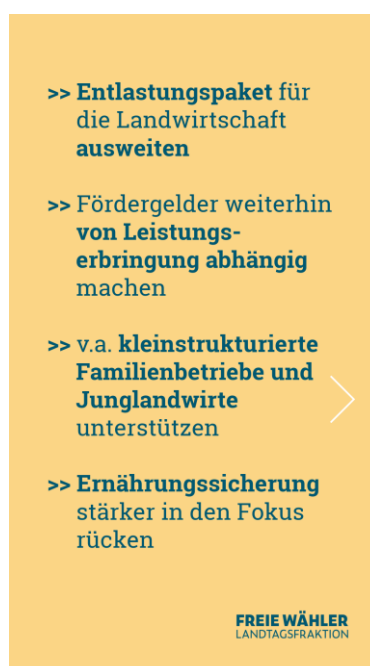 >> Entlastungspaket für
die Landwirtschaft
ausweiten
>> Fördergelder weiterhin
von Leistungs-
erbringung abhängig
machen
>> v.a. kleinstrukturierte
Familienbetriebe und
Junglandwirte
unterstützen
>> Ernährungssicherung
stärker in den Fokus
rücken
FREIE WÄHLER
LANDTAGSFRAKTION